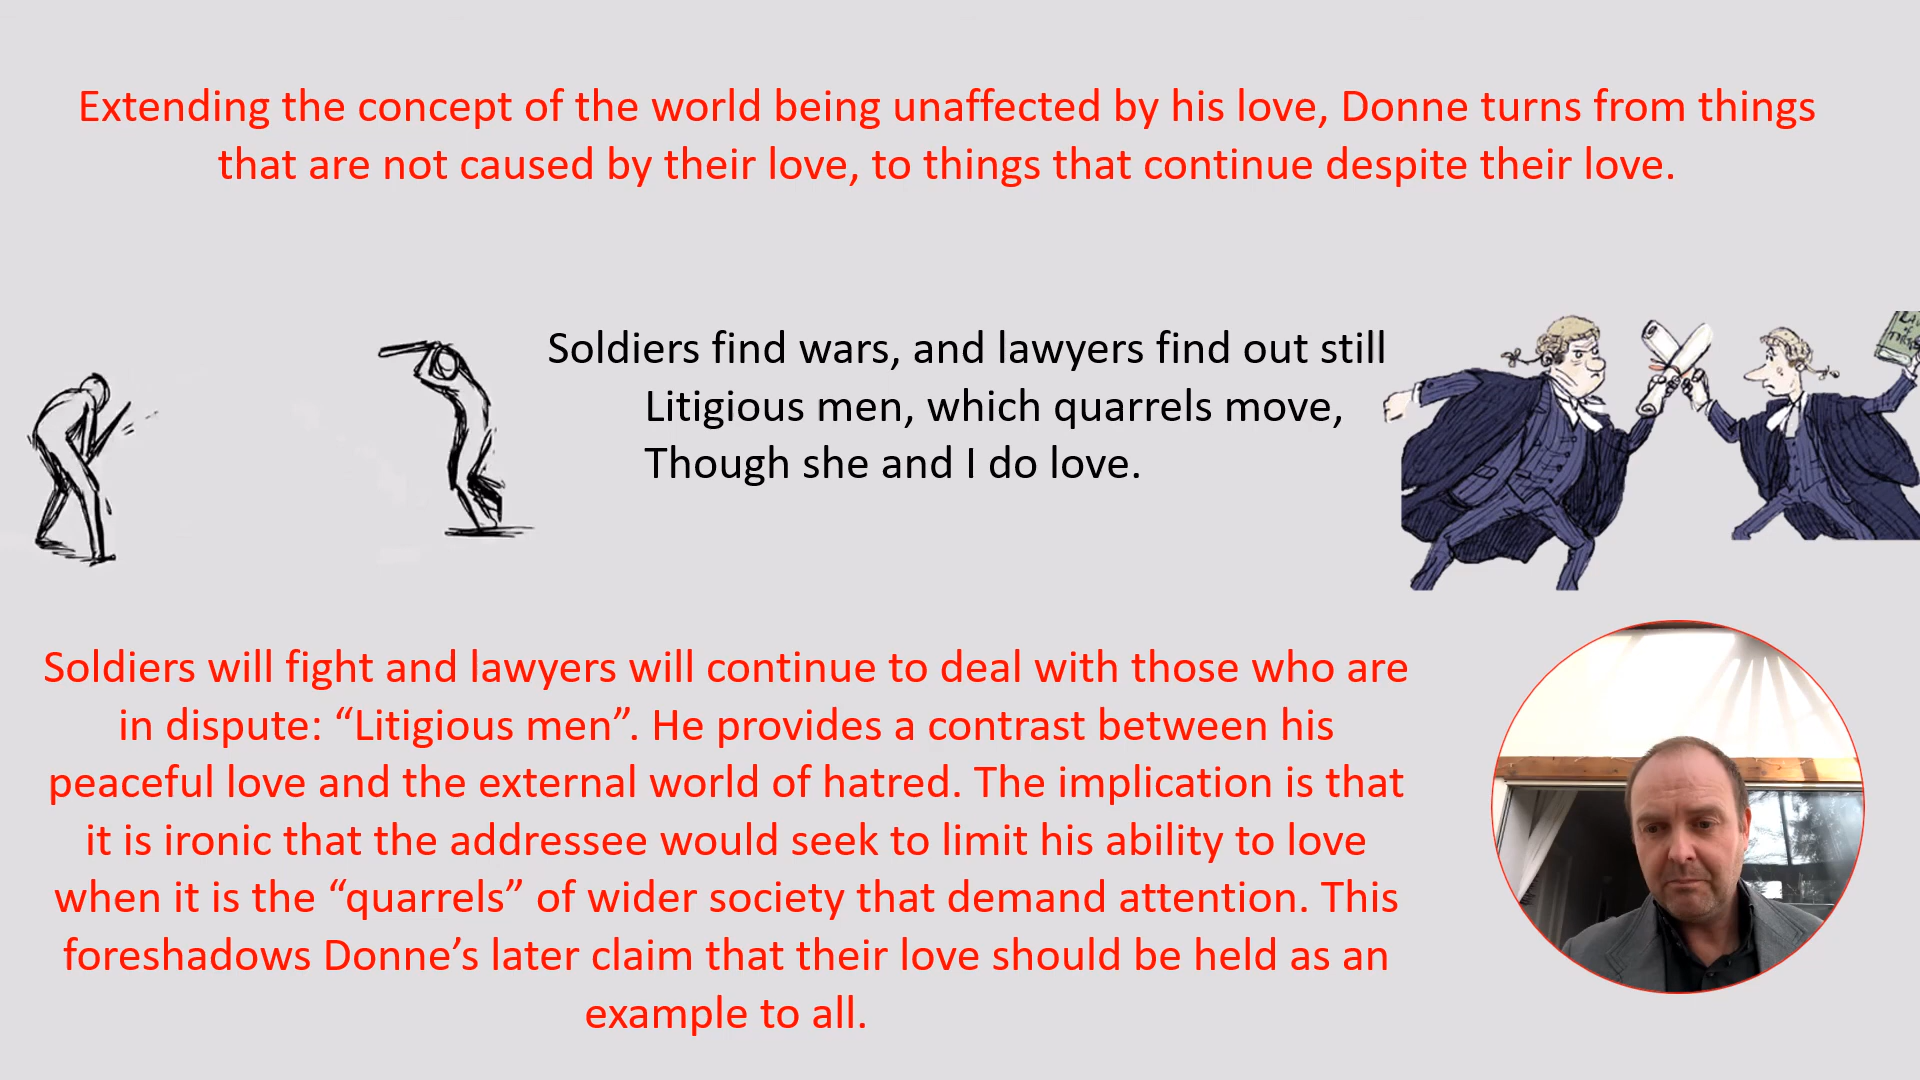 Extending the concept of the world being unaffected by his love, Donne turns from things
that are not caused by their love, to things that continue despite their love.
Soldiers find wars, and lawyers find out still
Litigious men, which quarrels move,
Though she and I do love.
Soldiers will fight and lawyers will continue to deal with those who are
in dispute: “Litigious men”. He provides a contrast between his
peaceful love and the external world of hatred. The implication is that
it is ironic that the addressee would seek to limit his ability to love
when it is the “quarrels” of wider society that demand attention. This
foreshadows Donne’s later claim that their love should be held as an
example to all.